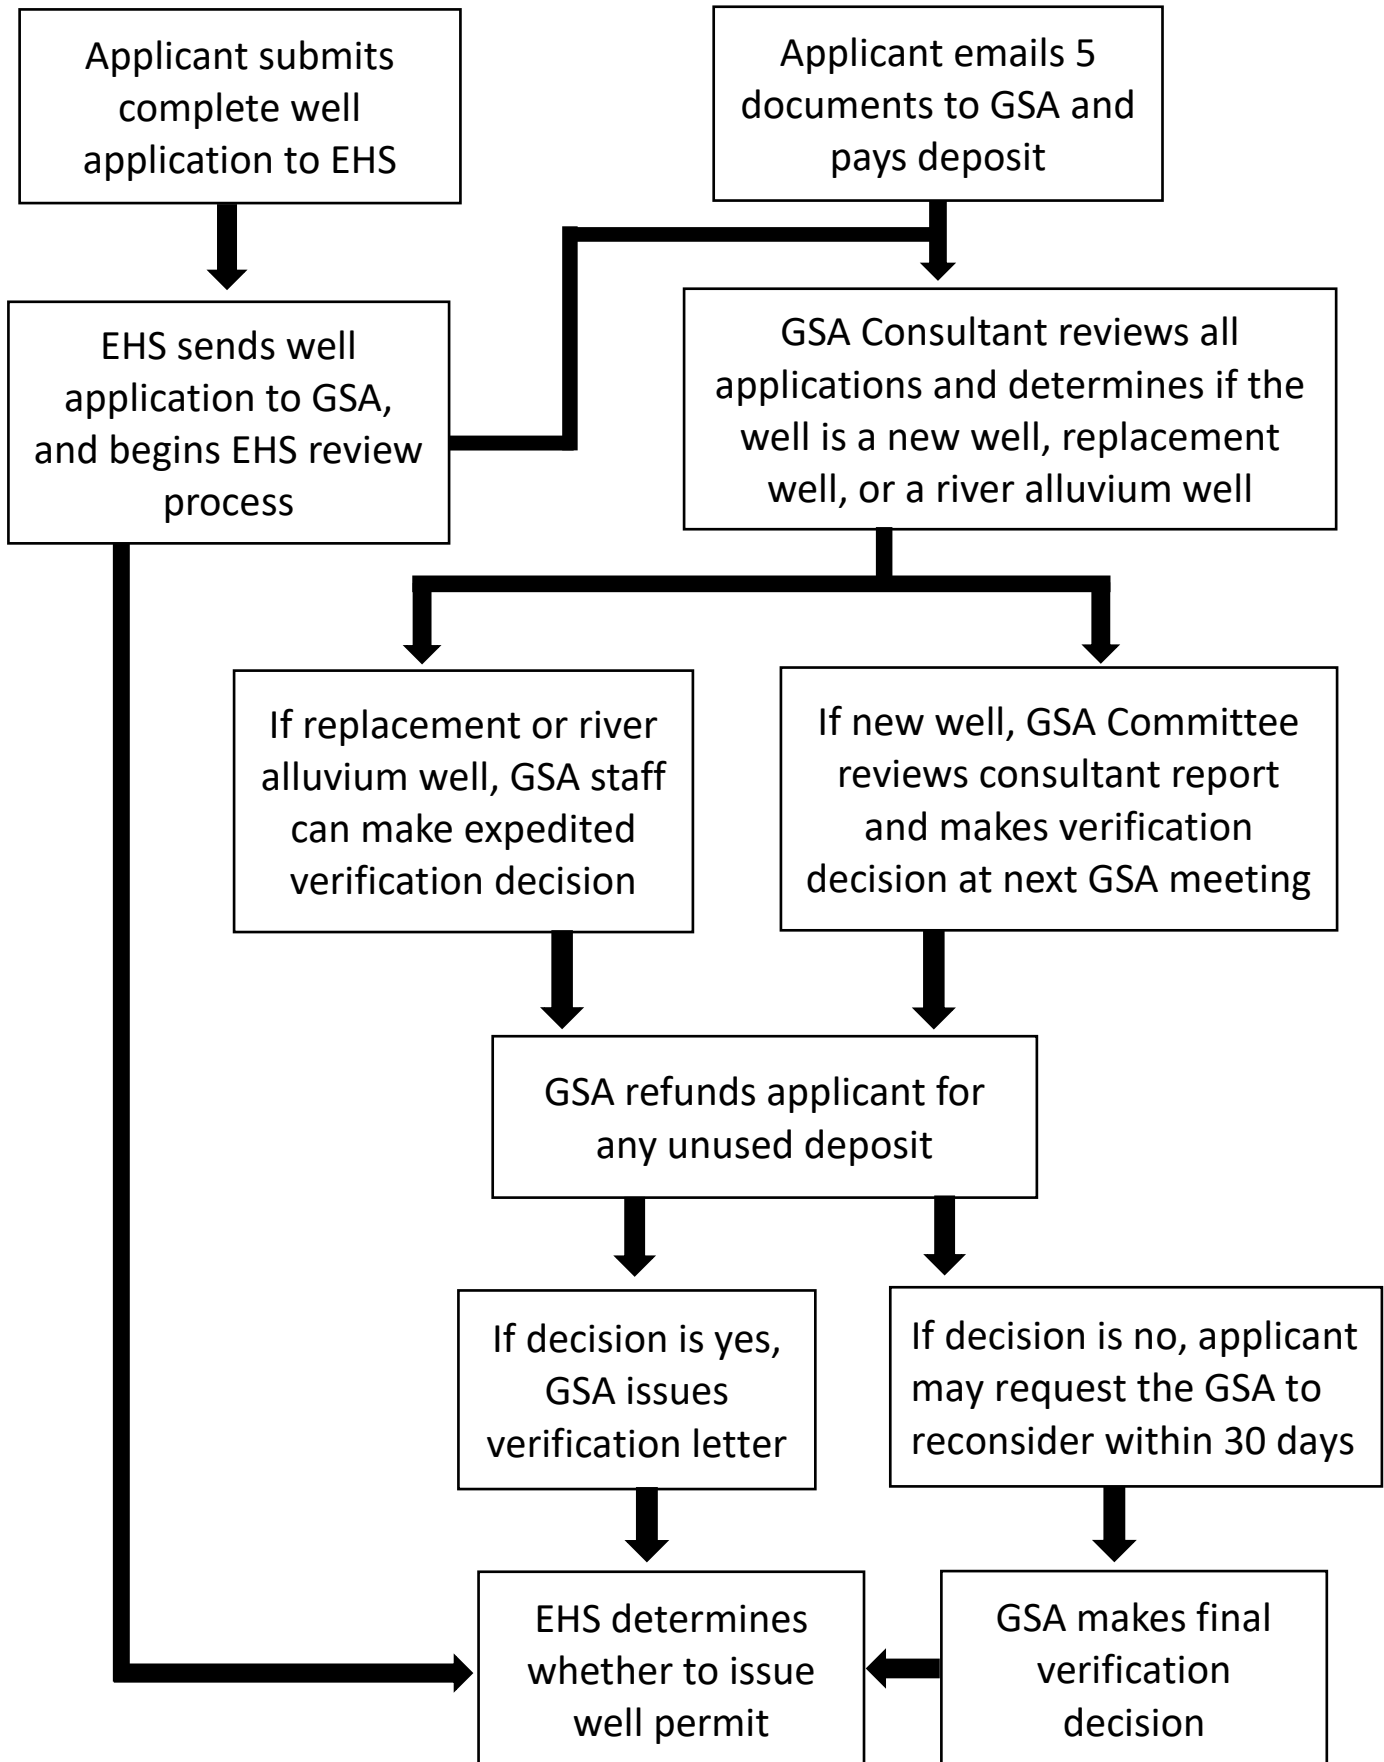 Applicant submits
complete well
application to EHS
Applicant emails 5
documents to GSA and
pays deposit
EHS sends well
application to GSA,
and begins EHS review
process
GSA Consultant reviews all
applications and determines if the
well is a new well, replacement
well, or a river alluvium well
If replacement or river
alluvium well, GSA staff
can make expedited
verification decision
If new well, GSA Committee
reviews consultant report
and makes verification
decision at next GSA meeting
GSA refunds applicant for
any unused deposit
If decision is yes,
GSA issues
verification letter
If decision is no, applicant
may request the GSA to
reconsider within 30 days
EHS determines
whether to issue
well permit
GSA makes final
verification
decision